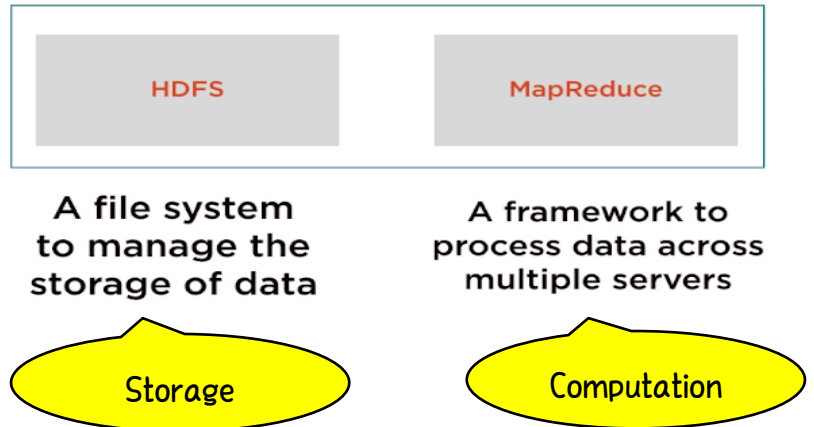 HDFS
MapReduce
A file system
to manage the
storage of data
A framework to
process data across
multiple servers
Storage
Computation